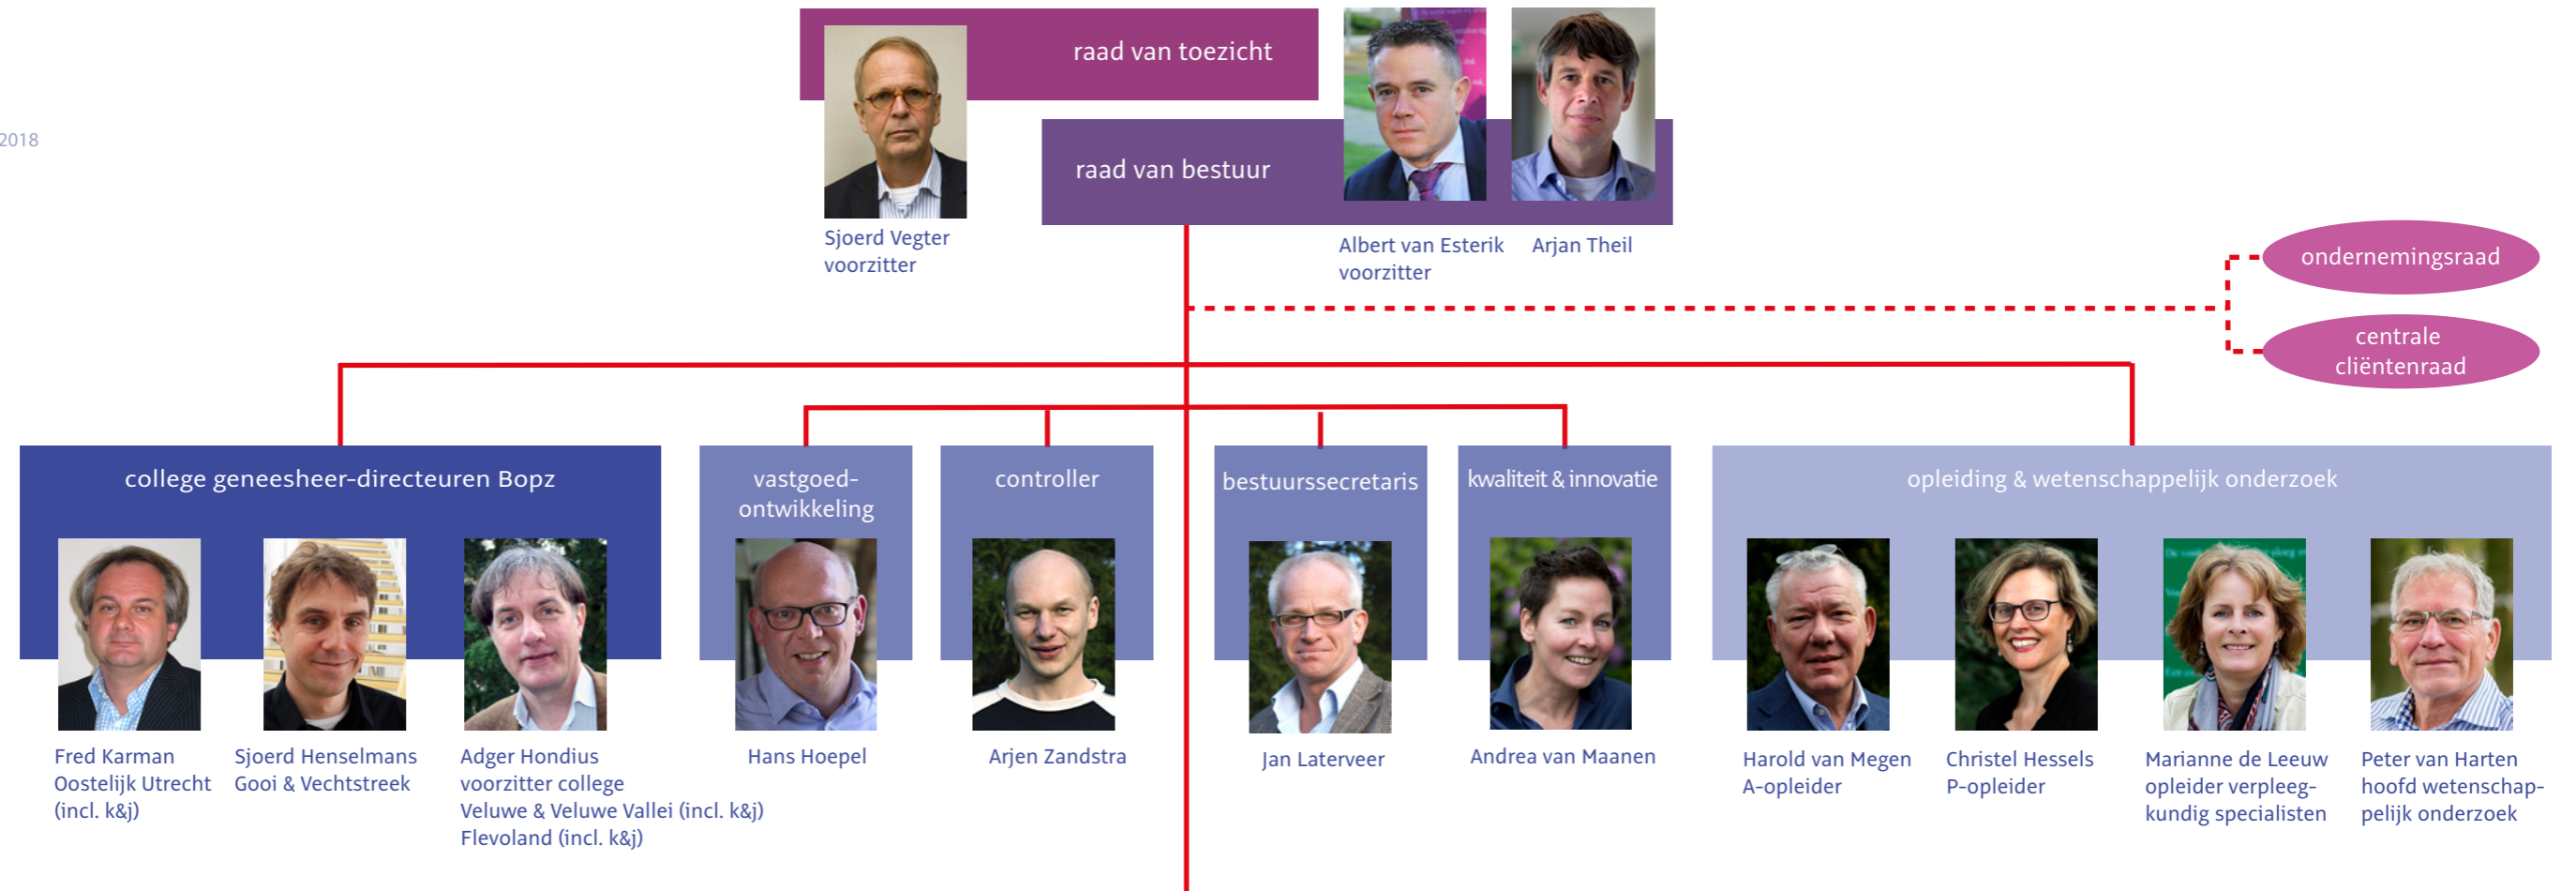 raad van toezicht
2018
raad van bestuur
Sjoerd Vegter
voorzitter
Albert van Esterik
voorzitter
Arjan Theil
ondernemingsraad
centrale
cliëntenraad
college geneesheer-directeuren Bopz
vastgoed-
ontwikkeling
controller
bestuurssecretaris
kwaliteit & innovatie
opleiding & wetenschappelijk onderzoek
Fred Karman
Oostelijk Utrecht
(incl. k&j)
Sjoerd Henselmans
Gooi & Vechtstreek
Adger Hondius
voorzitter college
Veluwe & Veluwe Vallei (incl. k&j)
Flevoland (incl. k&j)
Hans Hoepel
Arjen Zandstra
Jan Laterveer
Andrea van Maanen
Harold van Megen
A-opleider
Christel Hessels
P-opleider
Marianne de Leeuw
opleider verpleeg-
kundig specialisten
Peter van Harten
hoofd wetenschap-
pelijk onderzoek